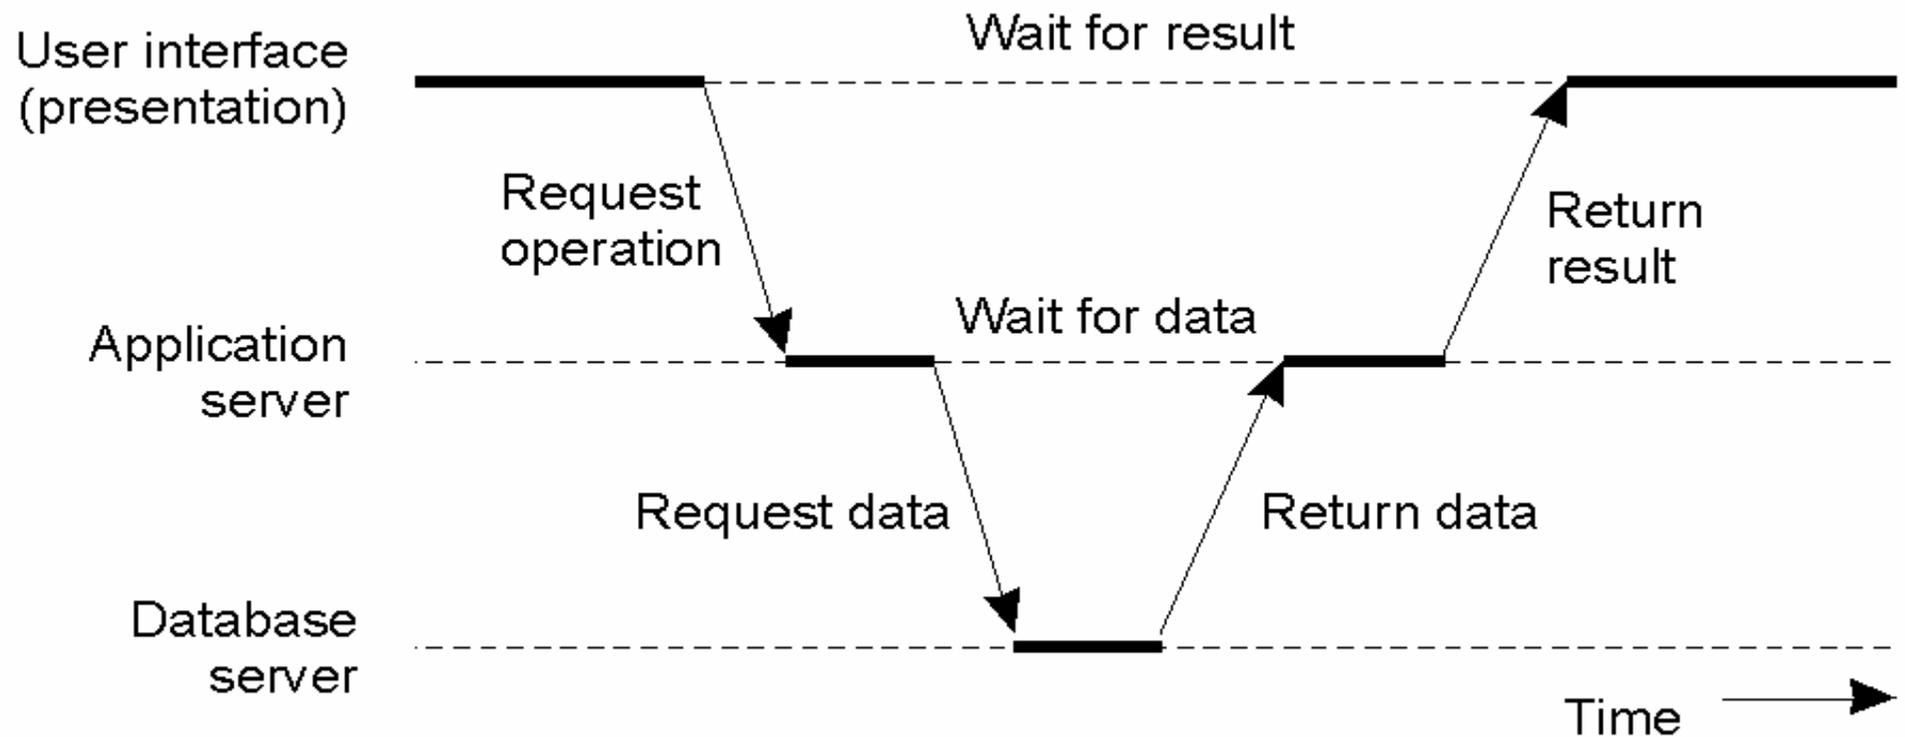 User interface
(presentation)
Wait for result
Request
operation
Return
result
Application
server
Wait for data
Request data
Return data
Database
server
Time